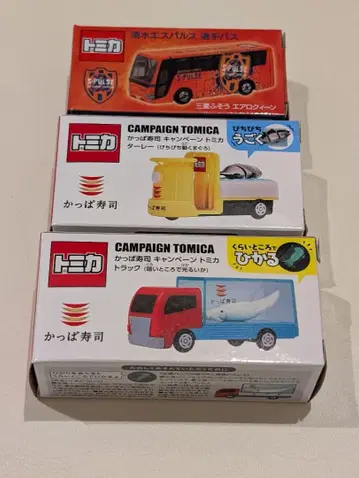 トミカ
清水エスパルス 選手バス
S-PULSE
S-PULSE
三菱ふそう エアロクィーン
トミカ
CAMPAIGN TOMICA
かっぱ寿司 キャンペーン トミカ
ターレー（ぴちぴち動くまぐろ）
ぴちぴち
うごく
かっぱ寿司
トミカ
CAMPAIGN TOMICA
かっぱ寿司 キャンペーン トミカ
トラック（暗いところで光るいか）
くらいところで
ひかる
かっぱ寿司
かっぱ寿司